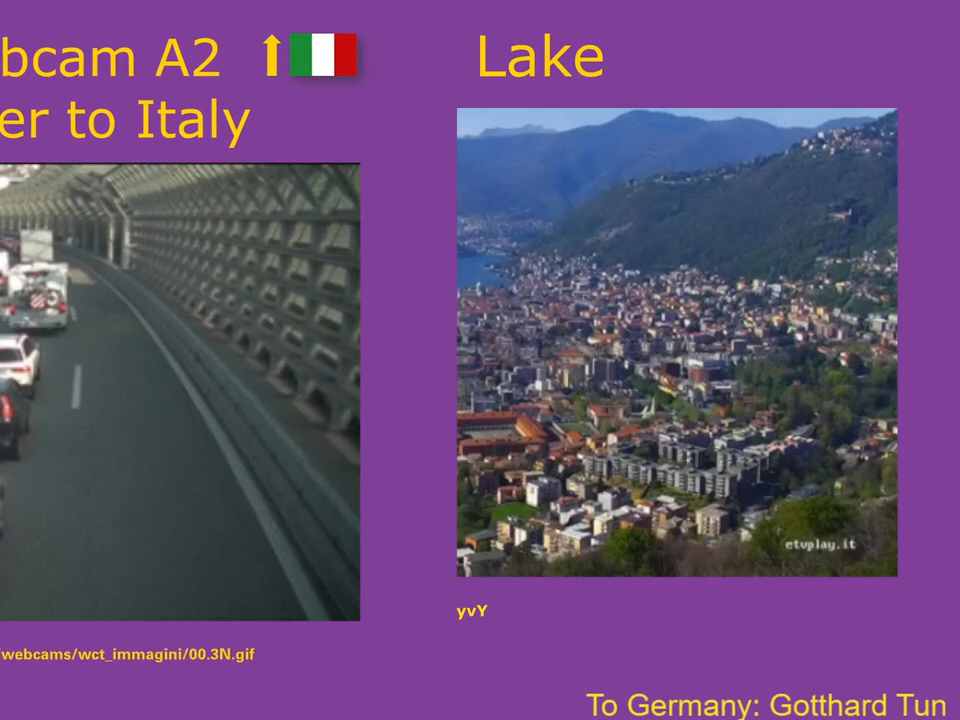 bcam A2
er to Italy
Lake
etvplay.it
yvY
/webcams/wct_immagini/00.3N.gif
To Germany: Gotthard Tun